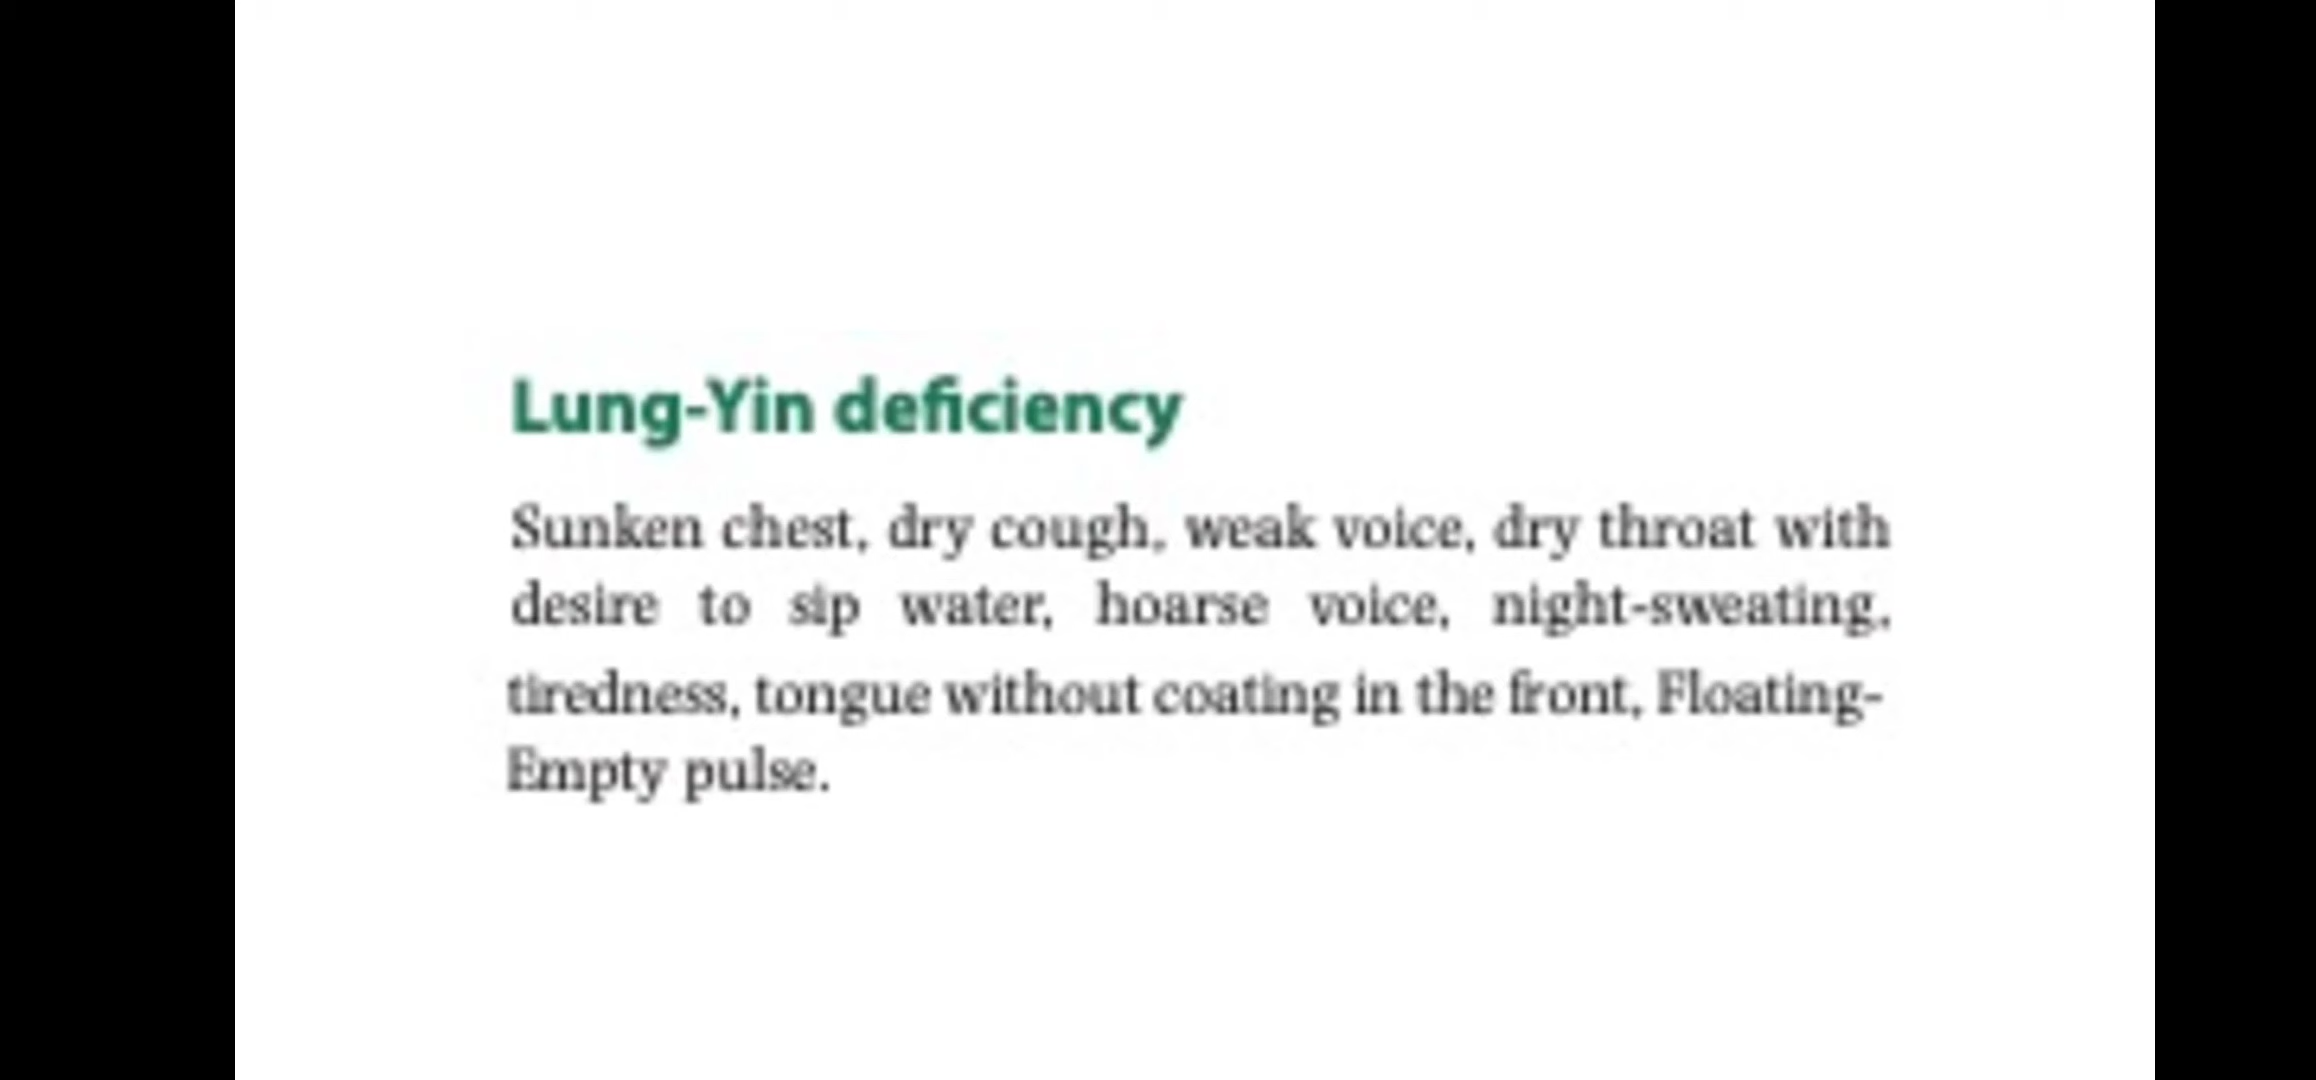 Lung-Yin deficiency
Sunken chest, dry cough, weak voice, dry throat with
desire to sip water, hoarse voice, night-sweating,
tiredness, tongue without coating in the front, Floating-
Empty pulse.